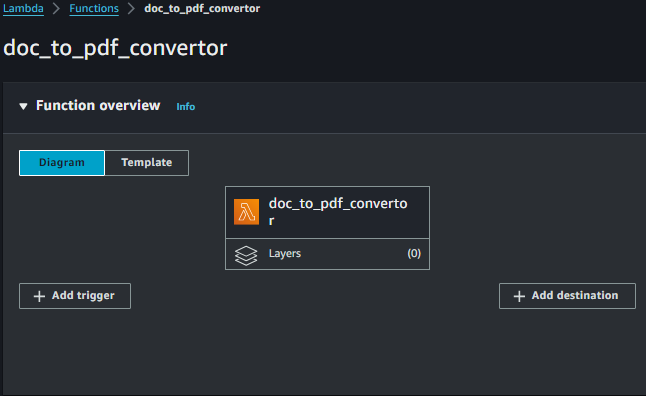 Lambda > Functions > doc_to_pdf_convertor
doc_to_pdf_convertor
Function overview Info
Diagram Template
doc_to_pdf_converto
r
Layers (0)
Add trigger Add destination